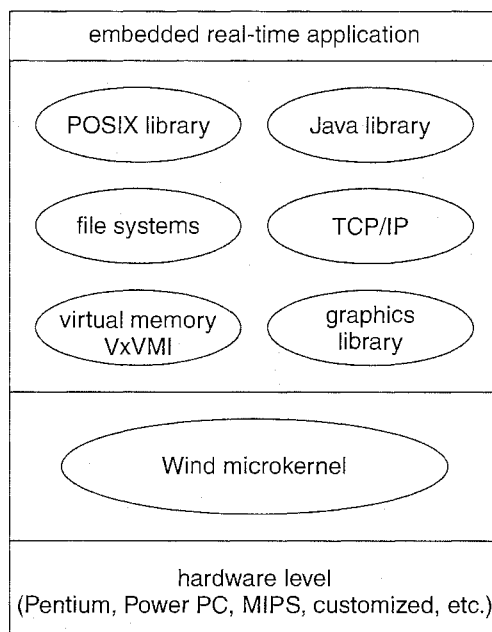 embedded real-time application
POSIX library
Java library
file systems
TCP/IP
virtual memory
VxVMI
graphics
library
Wind microkernel
hardware level
(Pentium, Power PC, MIPS, customized, etc.)